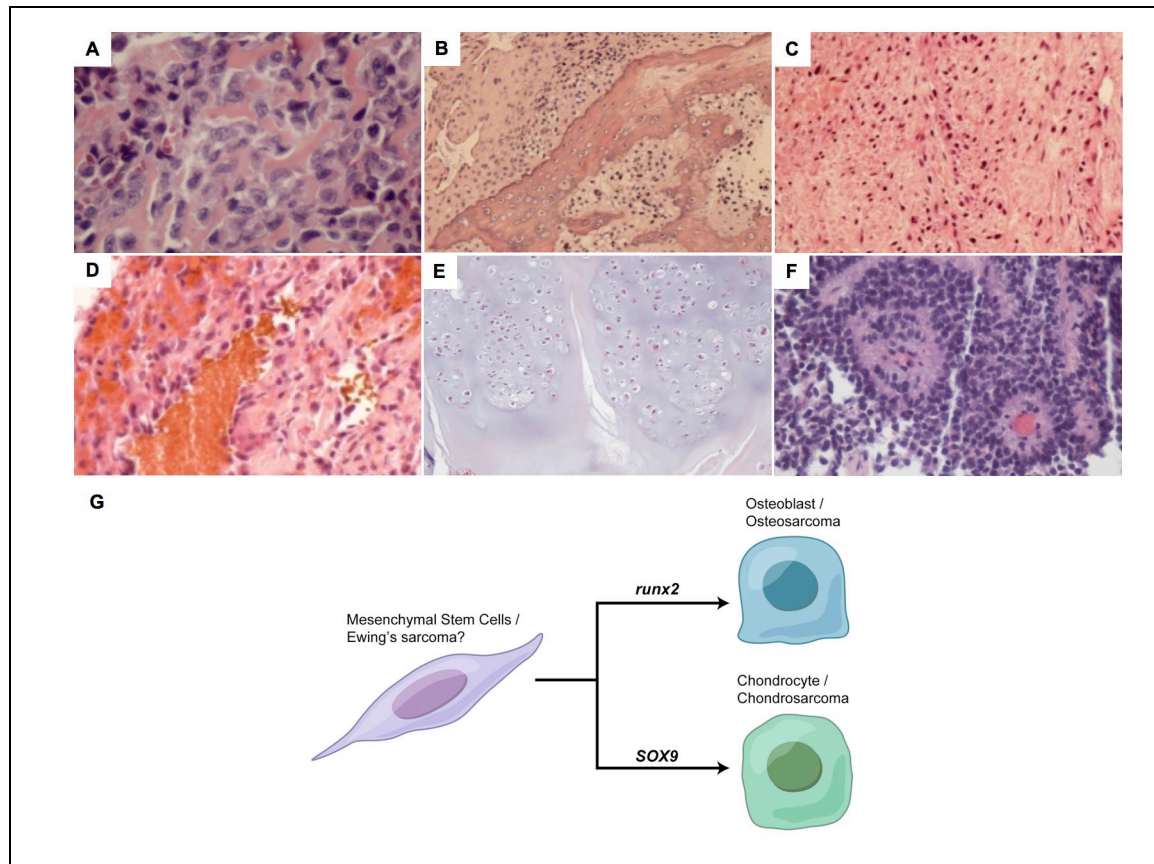 A
B
C
D
E
F
G
Osteoblast /
Osteosarcoma
runx2
Mesenchymal Stem Cells /
Ewing's sarcoma?
Chondrocyte /
Chondrosarcoma
SOX9